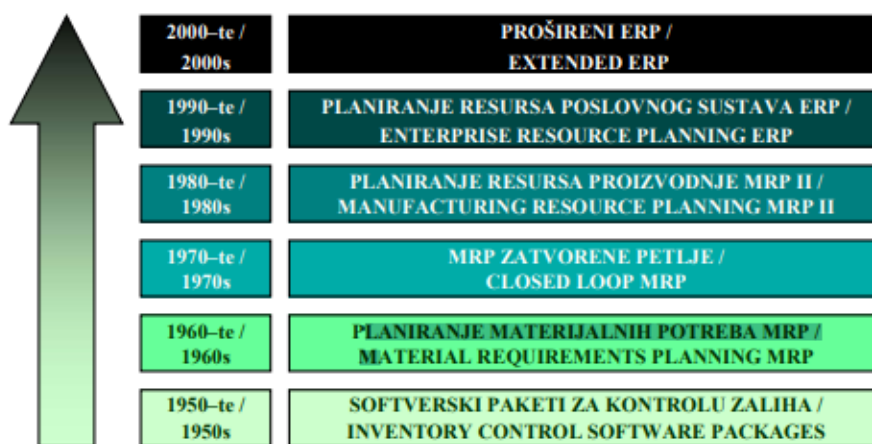 2000–te /
2000s
PROŠIRENI ERP /
EXTENDED ERP
1990–te /
1990s
PLANIRANJE RESURSA POSLOVNOG SUSTAVA ERP /
ENTERPRISE RESOURCE PLANNING ERP
1980–te /
1980s
PLANIRANJE RESURSA PROIZVODNJE MRP II /
MANUFACTURING RESOURCE PLANNING MRP II
1970–te /
1970s
MRP ZATVORENE PETLJE /
CLOSED LOOP MRP
1960–te /
1960s
PLANIRANJE MATERIJALNIH POTREBA MRP /
MATERIAL REQUIREMENTS PLANNING MRP
1950–te /
1950s
SOFTVERSKI PAKETI ZA KONTROLU ZALIHA /
INVENTORY CONTROL SOFTWARE PACKAGES